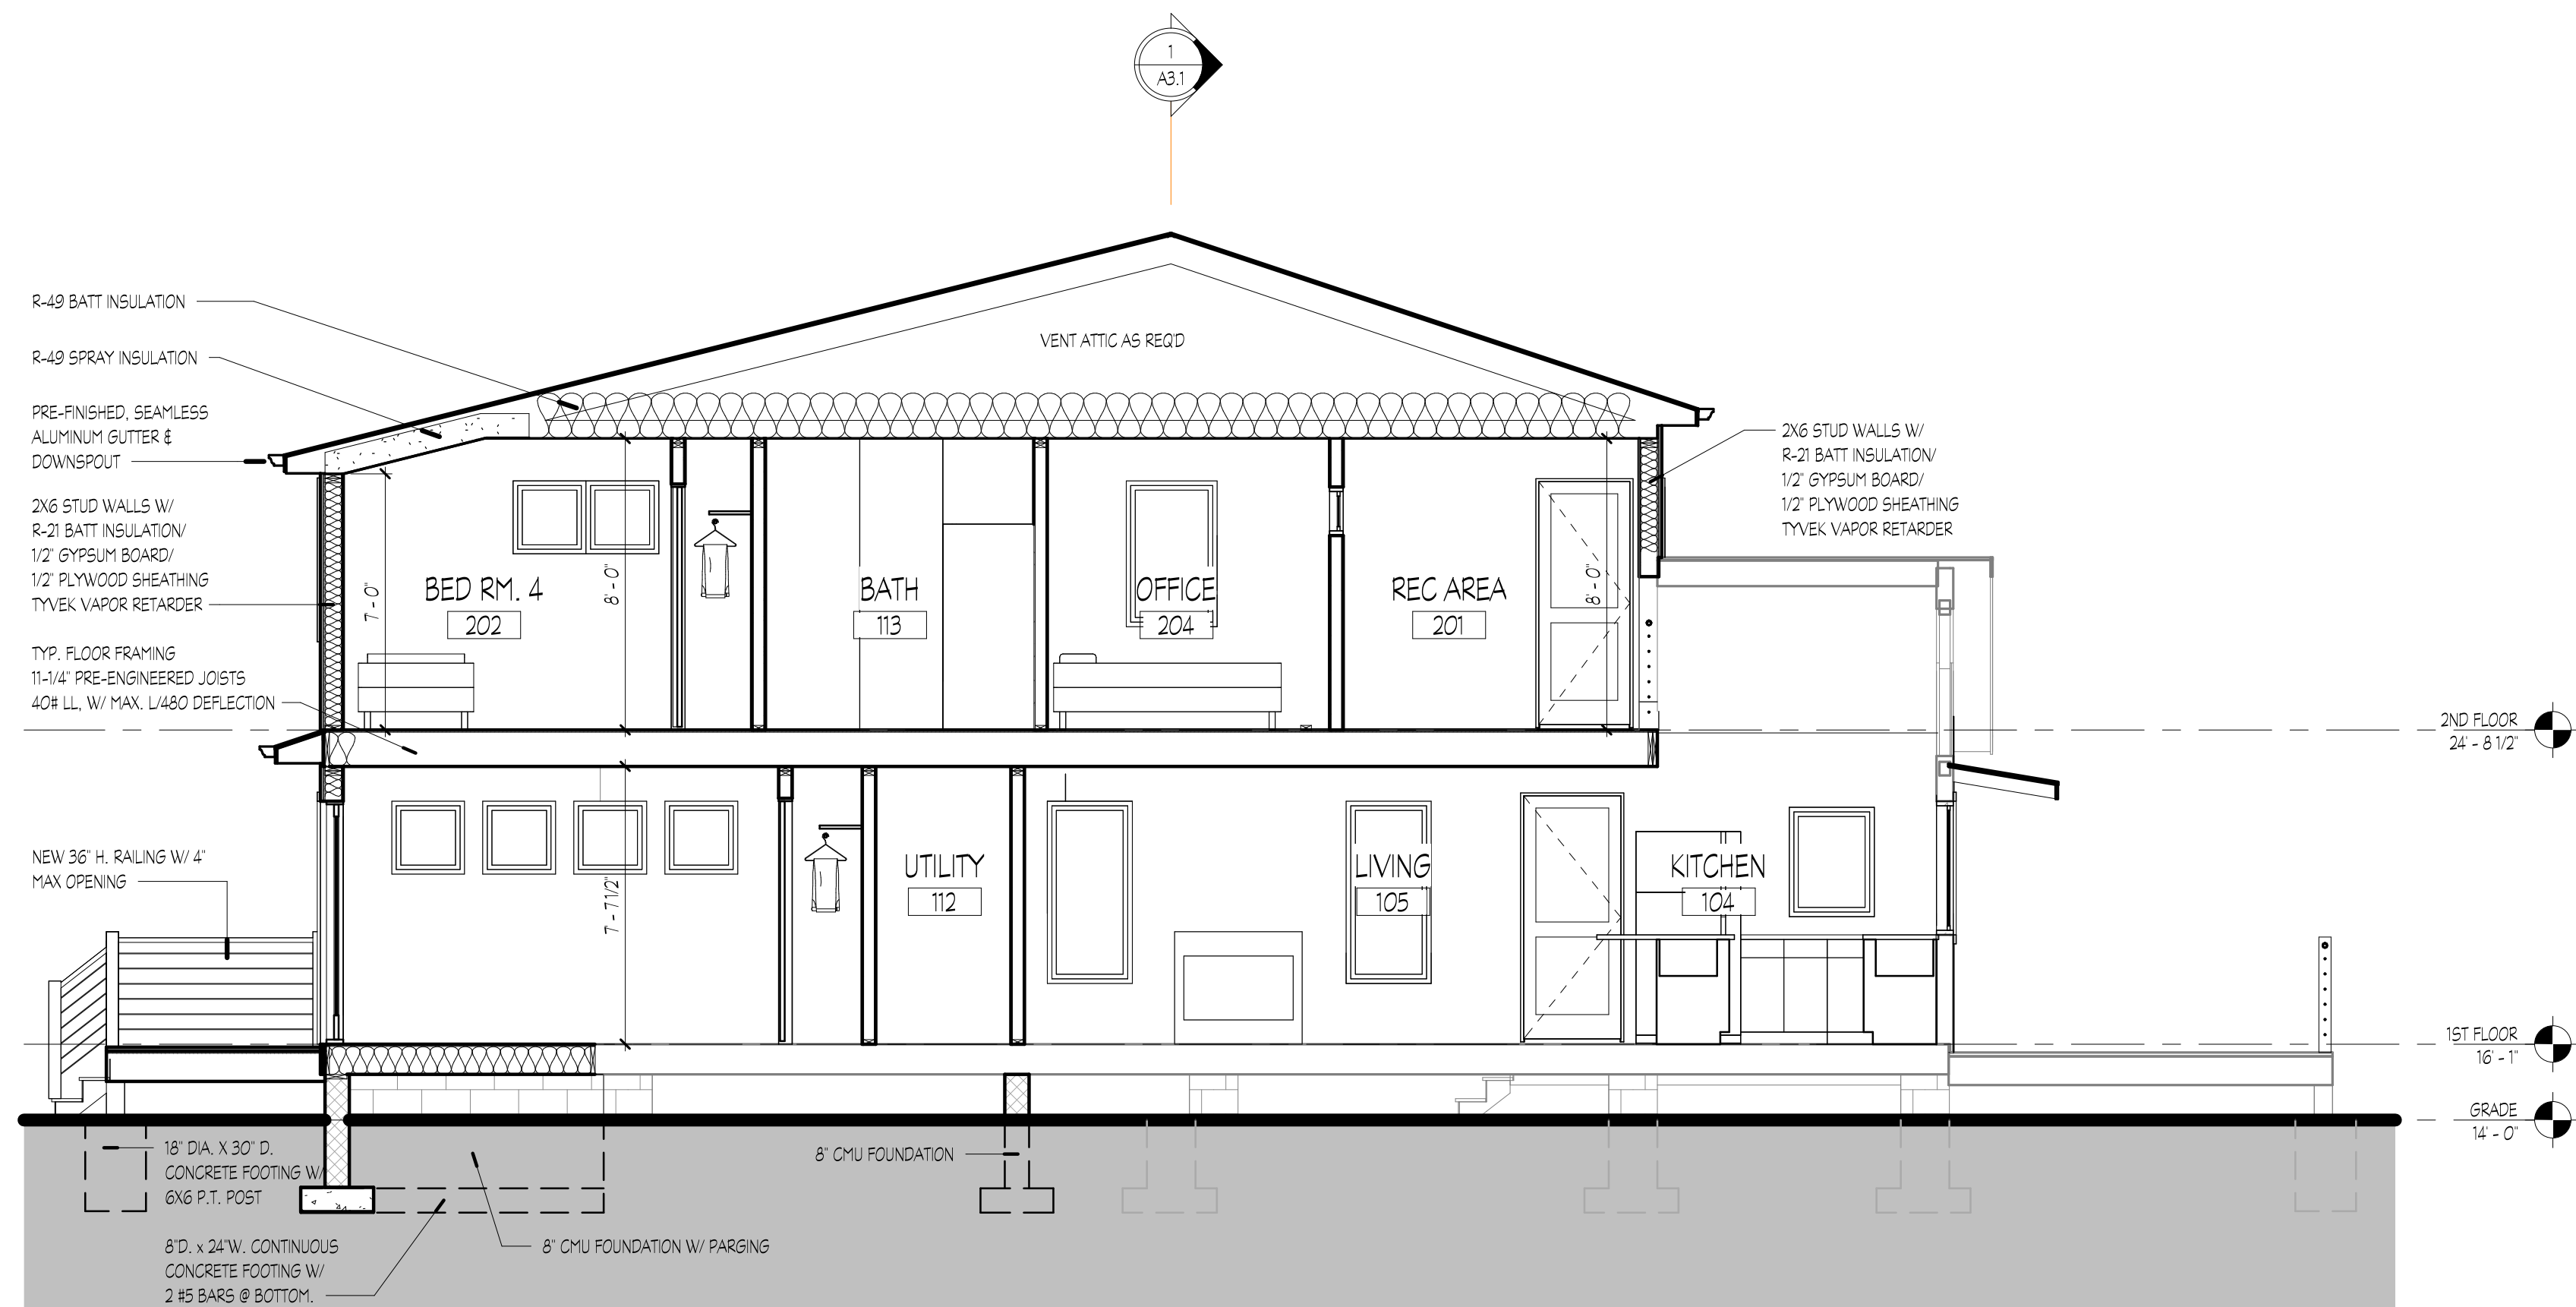 1
A3.1
R-49 BATT INSULATION
R-49 SPRAY INSULATION
PRE-FINISHED, SEAMLESS
ALUMINUM GUTTER &
DOWNSPOUT
2X6 STUD WALLS W/
R-21 BATT INSULATION/
1/2" GYPSUM BOARD/
1/2" PLYWOOD SHEATHING
TYVEK VAPOR RETARDER
TYP. FLOOR FRAMING
11-1/4" PRE-ENGINEERED JOISTS
40# LL, W/ MAX. L/480 DEFLECTION
NEW 36" H. RAILING W/ 4"
MAX OPENING
VENT ATTIC AS REQ'D
2X6 STUD WALLS W/
R-21 BATT INSULATION/
1/2" GYPSUM BOARD/
1/2" PLYWOOD SHEATHING
TYVEK VAPOR RETARDER
7' - 0"
BED RM. 4
202
8' - 0"
BATH
113
OFFICE
204
REC AREA
201
8' - 0"
2ND FLOOR
24' - 8 1/2"
7' - 7 1/2"
UTILITY
112
LIVING
105
KITCHEN
104
1ST FLOOR
16' - 1"
GRADE
14' - 0"
18" DIA. X 30" D.
CONCRETE FOOTING W/
6X6 P.T. POST
8" CMU FOUNDATION
8"D. x 24"W. CONTINUOUS
CONCRETE FOOTING W/
2 #5 BARS @ BOTTOM.
8" CMU FOUNDATION W/ PARGING